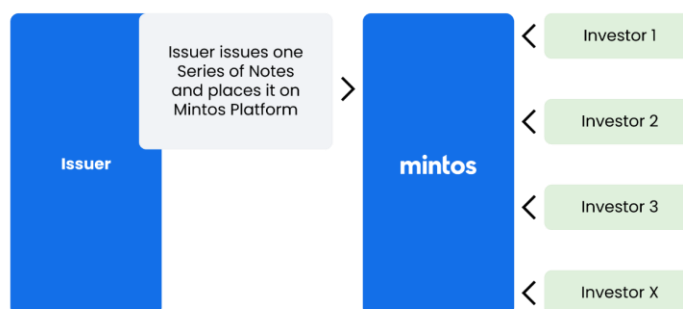 Issuer
Issuer issues one
Series of Notes
and places it on
Mintos Platform
mintos
Investor 1
Investor 2
Investor 3
Investor X